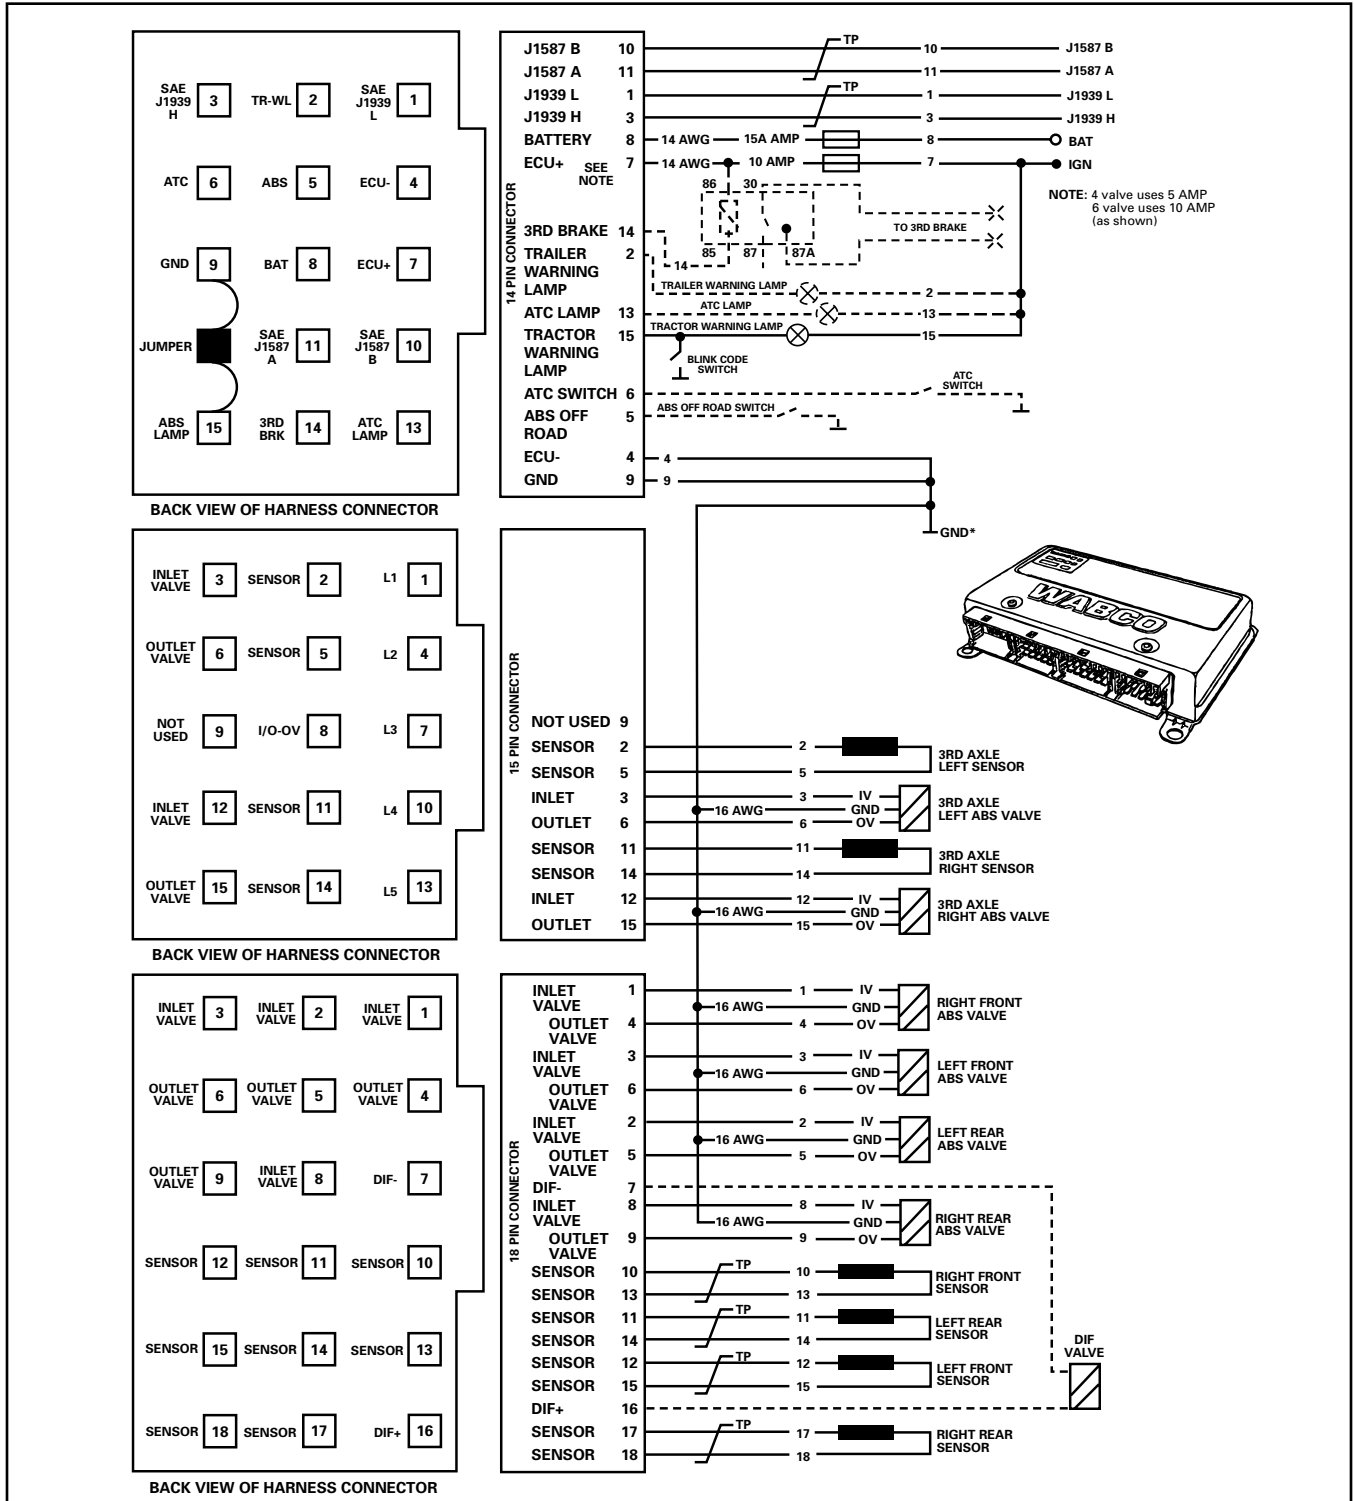 SAE J1939 H 3
TR-WL 2
SAE J1939 L 1
ATC 6
ABS 5
ECU- 4
GND 9
BAT 8
ECU+ 7
JUMPER
SAE J1587 A 11
SAE J1587 B 10
ABS LAMP 15
3RD BRK 14
ATC LAMP 13
BACK VIEW OF HARNESS CONNECTOR
14 PIN CONNECTOR
J1587 B 10 TP 10 J1587 B
J1587 A 11 11 J1587 A
J1939 L 1 TP 1 J1939 L
J1939 H 3 3 J1939 H
BATTERY 8 14 AWG 15A AMP 8 BAT
ECU+ SEE NOTE 7 14 AWG 10 AMP 7 IGN
NOTE: 4 valve uses 5 AMP
6 valve uses 10 AMP
(as shown)
86 30
3RD BRAKE 14
TO 3RD BRAKE
85 87 87A
14
TRAILER WARNING LAMP 2
TRAILER WARNING LAMP 2
ATC LAMP 13
ATC LAMP 13
TRACTOR WARNING LAMP 15
TRACTOR WARNING LAMP 15
BLINK CODE SWITCH
ATC SWITCH 6
ATC SWITCH
ABS OFF ROAD 5
ABS OFF ROAD SWITCH
ECU- 4 4
GND 9 9
GND*
WABCO
INLET VALVE 3
SENSOR 2
L1 1
OUTLET VALVE 6
SENSOR 5
L2 4
NOT USED 9
I/O-OV 8
L3 7
INLET VALVE 12
SENSOR 11
L4 10
OUTLET VALVE 15
SENSOR 14
L5 13
BACK VIEW OF HARNESS CONNECTOR
15 PIN CONNECTOR
NOT USED 9
SENSOR 2 2
SENSOR 5 5
3RD AXLE
LEFT SENSOR
INLET 3 3 IV
16 AWG GND
OUTLET 6 6 OV
3RD AXLE
LEFT ABS VALVE
SENSOR 11 11
SENSOR 14 14
3RD AXLE
RIGHT SENSOR
INLET 12 12 IV
16 AWG GND
OUTLET 15 15 OV
3RD AXLE
RIGHT ABS VALVE
INLET VALVE 3
INLET VALVE 2
INLET VALVE 1
OUTLET VALVE 6
OUTLET VALVE 5
OUTLET VALVE 4
OUTLET VALVE 9
INLET VALVE 8
DIF- 7
SENSOR 12
SENSOR 11
SENSOR 10
SENSOR 15
SENSOR 14
SENSOR 13
SENSOR 18
SENSOR 17
DIF+ 16
BACK VIEW OF HARNESS CONNECTOR
18 PIN CONNECTOR
INLET VALVE 1 1 IV
16 AWG GND
OUTLET VALVE 4 4 OV
RIGHT FRONT
ABS VALVE
INLET VALVE 3 3 IV
16 AWG GND
OUTLET VALVE 6 6 OV
LEFT FRONT
ABS VALVE
INLET VALVE 2 2 IV
16 AWG GND
OUTLET VALVE 5 5 OV
LEFT REAR
ABS VALVE
DIF- 7
INLET VALVE 8 8 IV
16 AWG GND
OUTLET VALVE 9 9 OV
RIGHT REAR
ABS VALVE
SENSOR 10 TP 10
SENSOR 13 13
RIGHT FRONT
SENSOR
SENSOR 11 TP 11
SENSOR 14 14
LEFT REAR
SENSOR
SENSOR 12 TP 12
SENSOR 15 15
LEFT FRONT
SENSOR
DIF VALVE
DIF+ 16
SENSOR 17 TP 17
SENSOR 18 18
RIGHT REAR
SENSOR